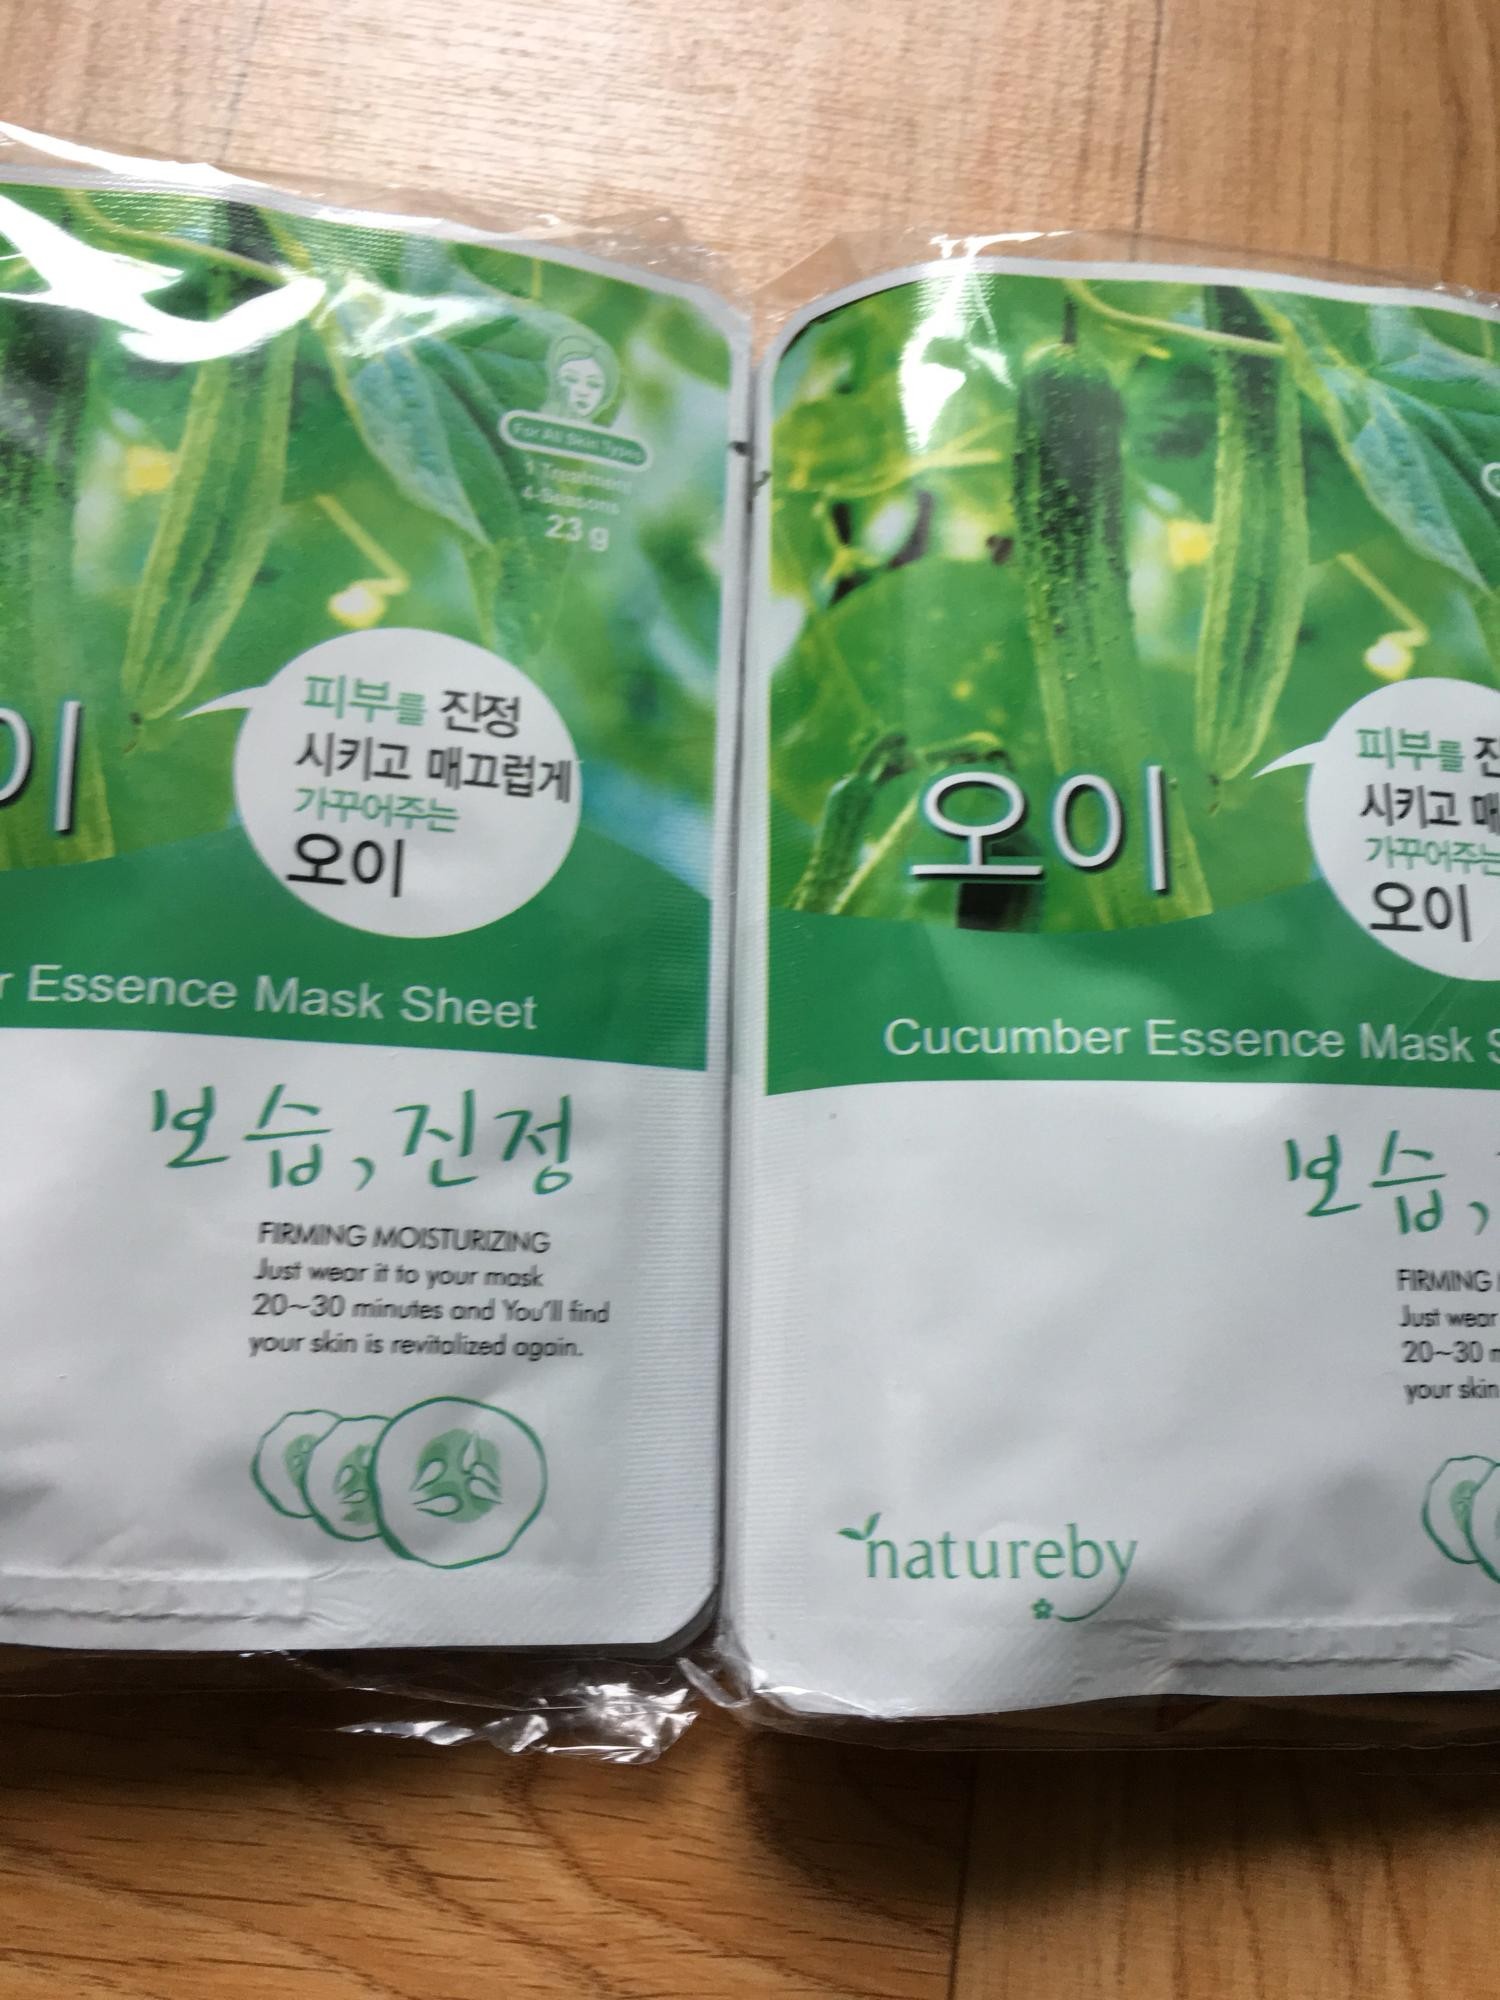 For All Skin Types
1 Treatment
4-Seasons
23 g
이
피부를 진정
시키고 매끄럽게
가꾸어주는
오이
r Essence Mask Sheet
보습, 진정
FIRMING MOISTURIZING
Just wear it to your mask
20~30 minutes and You'll find
your skin is revitalized again.
오이
피부를 진
시키고 매
가꾸어주는
오이
Cucumber Essence Mask S
보습,
FIRMING
Just wear
20~30
your skin
natureby